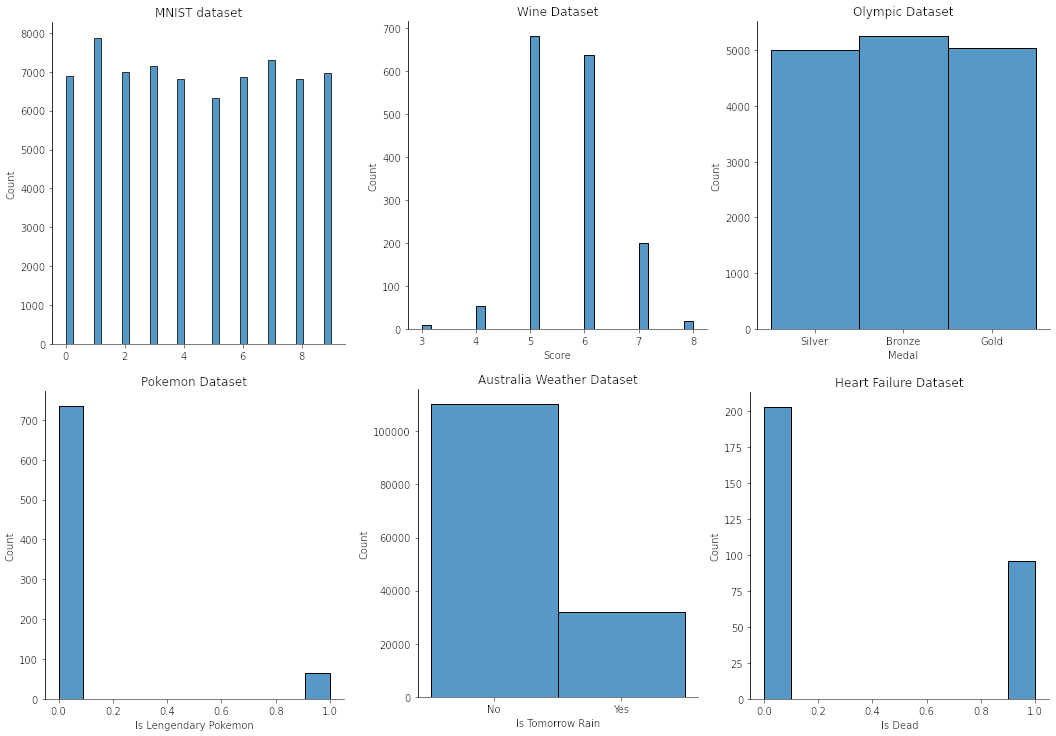 MNIST dataset
8000
7000
6000
5000
4000
3000
2000
1000
0
Count
0 2 4 6 8
Wine Dataset
700
600
500
400
300
200
100
0
Count
3 4 5 6 7 8
Score
Olympic Dataset
5000
4000
3000
2000
1000
0
Count
Silver Bronze Gold
Medal
Pokemon Dataset
700
600
500
400
300
200
100
0
Count
0.0 0.2 0.4 0.6 0.8 1.0
Is Lengendary Pokemon
Australia Weather Dataset
100000
80000
60000
40000
20000
0
Count
No Yes
Is Tomorrow Rain
Heart Failure Dataset
200
175
150
125
100
75
50
25
0
Count
0.0 0.2 0.4 0.6 0.8 1.0
Is Dead